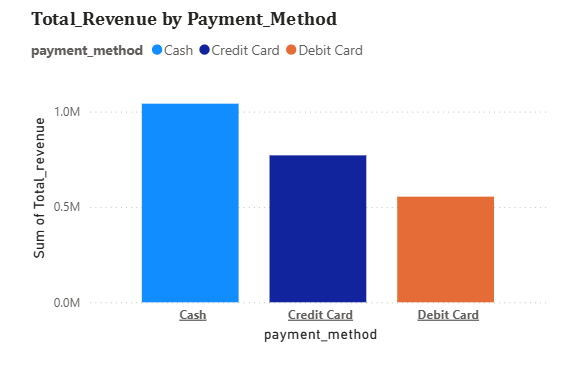 Total_Revenue by Payment_Method
payment_method Cash Credit Card Debit Card
Sum of Total_revenue
1.0M
0.5M
0.0M
Cash Credit Card Debit Card
payment_method